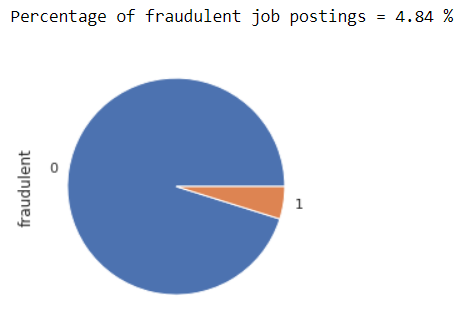 Percentage of fraudulent job postings = 4.84 %
0
fraudulent
1